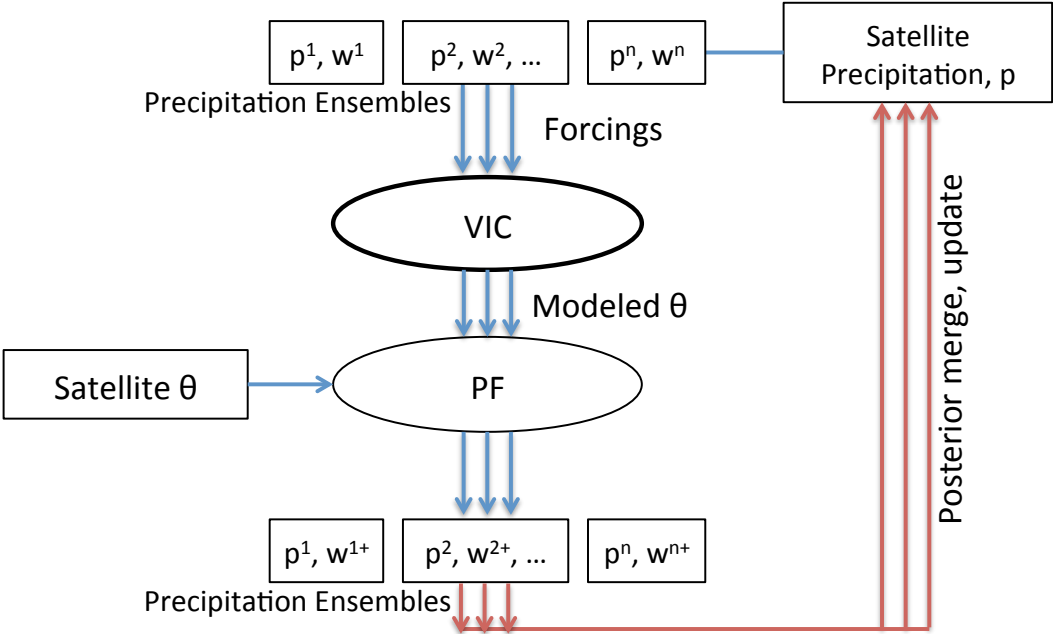 p¹, w¹
p², w², ...
pⁿ, wⁿ
Satellite
Precipitation, p
Precipitation Ensembles
Forcings
VIC
Modeled θ
Satellite θ
PF
Posterior merge, update
p¹, w¹⁺
p², w²⁺, ...
pⁿ, wⁿ⁺
Precipitation Ensembles